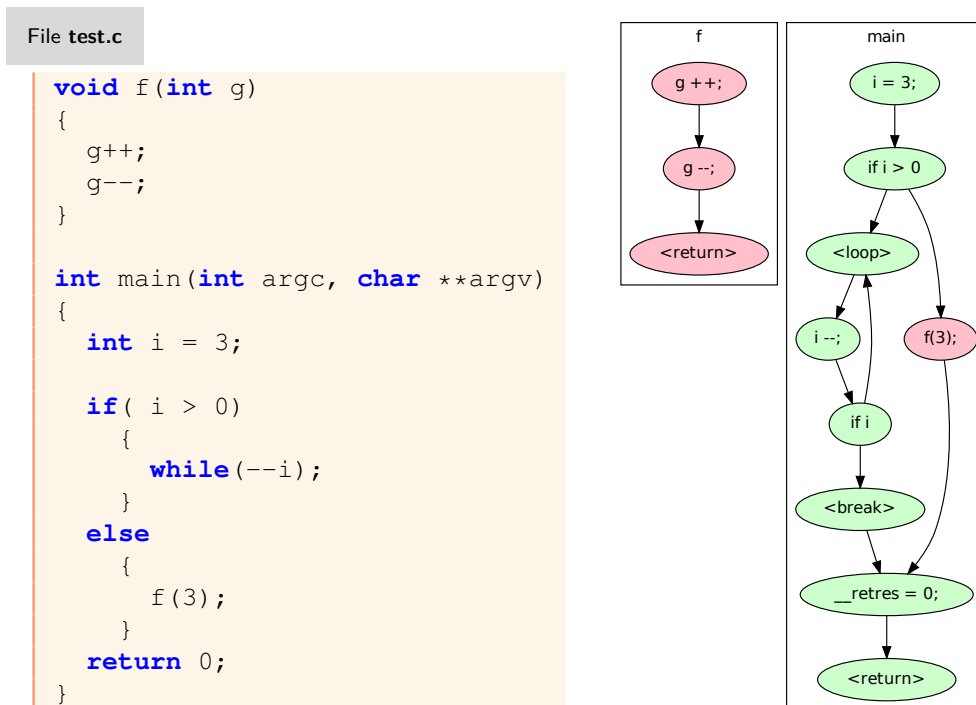 File test.c
void f(int g)
{
  g++;
  g--;
}

int main(int argc, char **argv)
{
  int i = 3;

  if( i > 0)
    {
      while(--i);
    }
  else
    {
      f(3);
    }
  return 0;
}
f
g ++;
g --;
<return>
main
i = 3;
if i > 0
<loop>
i --;
f(3);
if i
<break>
__retres = 0;
<return>